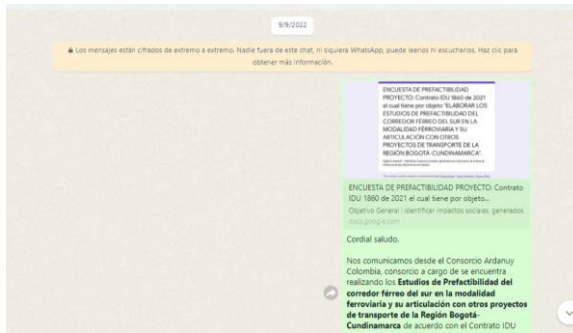 9/9/2022
Los mensajes están cifrados de extremo a extremo. Nadie fuera de este chat, ni siquiera WhatsApp, puede leerlos ni escucharlos. Haz clic para
obtener más información.
ENCUESTA DE PREFACTIBILIDAD
PROYECTO: Contrato IDU 1860 de 2021
el cual tiene por objeto "ELABORAR LOS
ESTUDIOS DE PREFACTIBILIDAD DEL
CORREDOR FÉRREO DEL SUR EN LA
MODALIDAD FÉRROVIARIA Y SU
ARTICULACIÓN CON OTROS
PROYECTOS DE TRANSPORTE DE LA
REGIÓN BOGOTÁ-CUNDINAMARCA".
ENCUESTA DE PREFACTIBILIDAD PROYECTO: Contrato
IDU 1860 de 2021 el cual tiene por objeto...
Objetivo General : Identificar impactos sociales, generados
docs.google.com
Cordial saludo.
Nos comunicamos desde el Consorcio Ardanuy
Colombia, consorcio a cargo de se encuentra
realizando los Estudios de Prefactibilidad del
corredor férreo del sur en la modalidad
ferroviaria y su articulación con otros proyectos
de transporte de la Región Bogotá-
Cundinamarca de acuerdo con el Contrato IDU